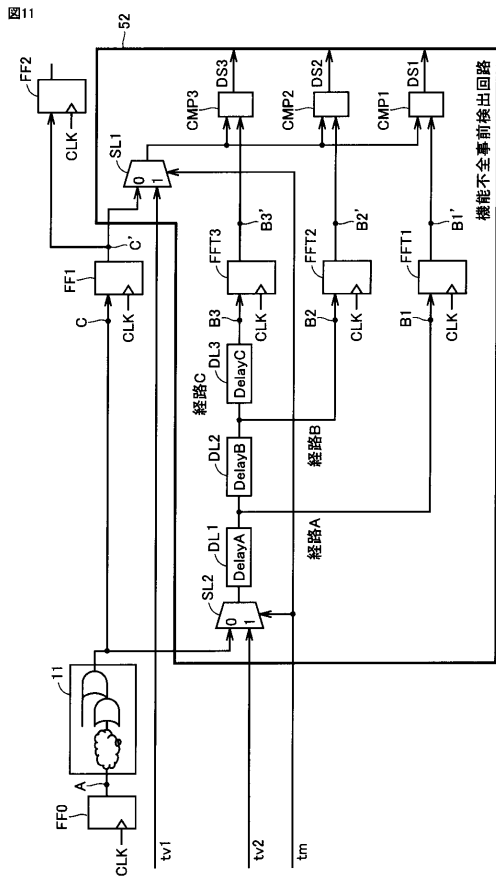 図11
FF0
A
CLK
11
C
FF1
CLK
C'
FF2
CLK
52
tv1
tv2
tm
SL1
0
1
SL2
0
1
DL1
DelayA
DL2
DelayB
DL3
DelayC
経路C
経路B
経路A
B3
FFT3
CLK
B3'
CMP3
DS3
B2
FFT2
CLK
B2'
CMP2
DS2
B1
FFT1
CLK
B1'
CMP1
DS1
機能不全事前検出回路